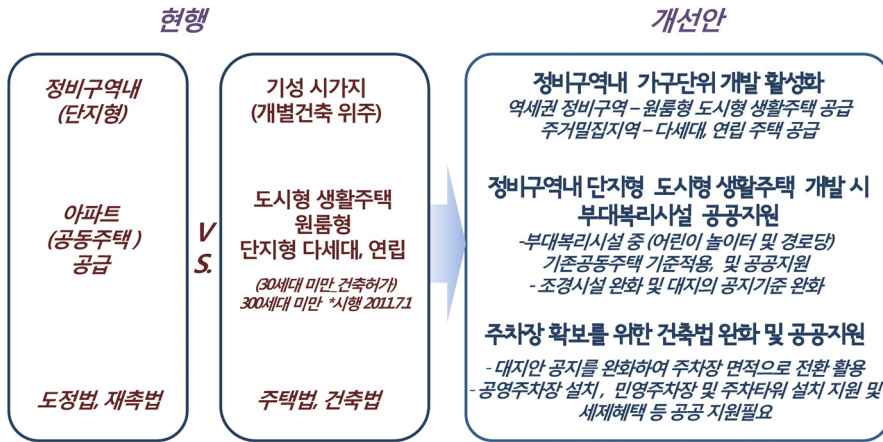 현행
개선안
정비구역내
(단지형)
아파트
(공동주택 )
공급
도정법, 재촉법
V
S.
기성 시가지
(개별건축 위주)
도시형 생활주택
원룸형
단지형 다세대, 연립
(30세대 미만_건축허가)
300세대 미만 *시행 2011.7.1
주택법, 건축법
정비구역내 가구단위 개발 활성화
역세권 정비구역 – 원룸형 도시형 생활주택 공급
주거밀집지역 – 다세대, 연립 주택 공급
정비구역내 단지형 도시형 생활주택 개발 시
부대복리시설 공공지원
-부대복리시설 중 (어린이 놀이터 및 경로당)
기존공동주택 기준적용, 및 공공지원
- 조경시설 완화 및 대지의 공지기준 완화
주차장 확보를 위한 건축법 완화 및 공공지원
- 대지안 공지를 완화하여 주차장 면적으로 전환 활용
- 공영주차장 설치 , 민영주차장 및 주차타워 설치 지원 및
세제혜택 등 공공 지원필요